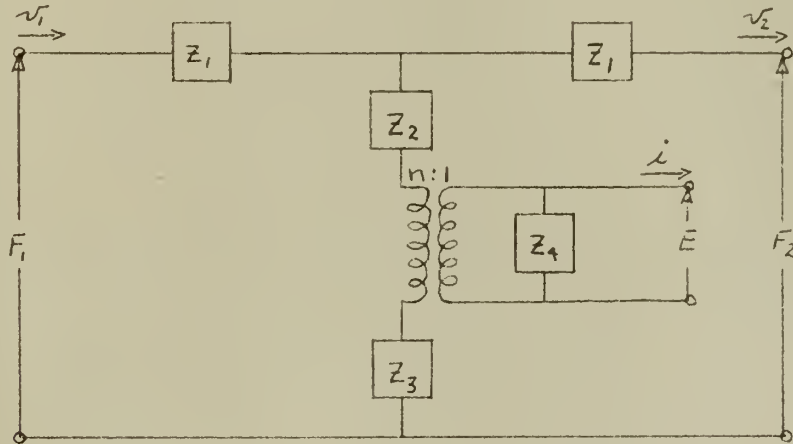 v₁ v₂
Z₁ Z₁
Z₂
n:1
i
F₁ Z₄ E F₂
Z₃